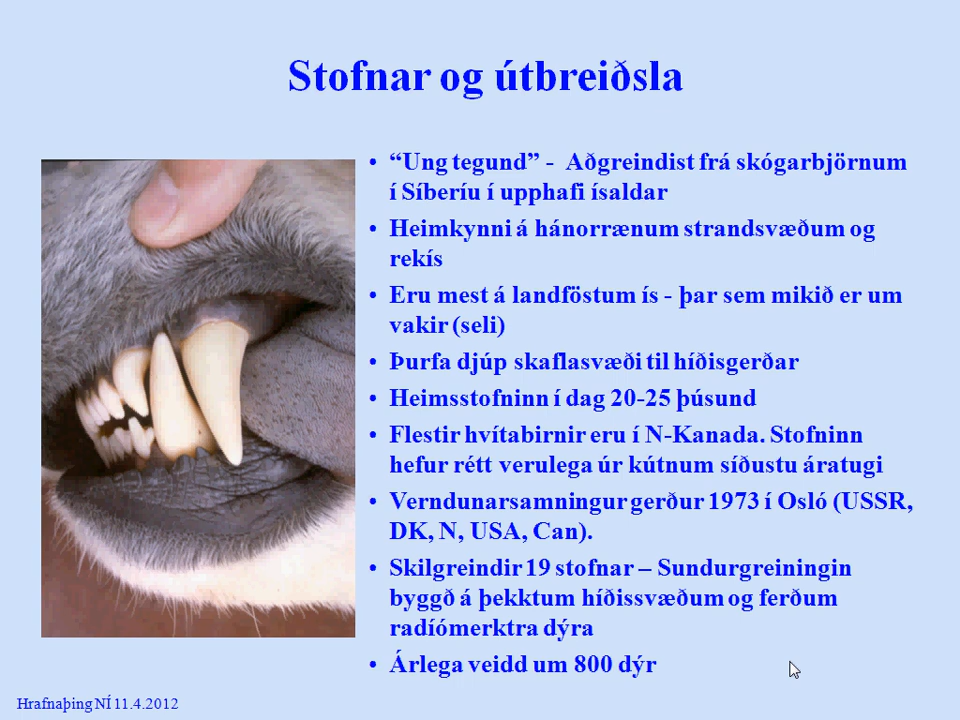 Stofnar og útbreiðsla
• “Ung tegund” - Aðgreindist frá skógarbjörnum
í Síberíu í upphafi ísaldar
• Heimkynni á hánorrænum strandsvæðum og
rekís
• Eru mest á landföstum ís - þar sem mikið er um
vakir (seli)
• Þurfa djúp skaflasvæði til híðisgerðar
• Heimsstofninn í dag 20-25 þúsund
• Flestir hvítabirnir eru í N-Kanada. Stofninn
hefur rétt verulega úr kútnum síðustu áratugi
• Verndunarsamningur gerður 1973 í Osló (USSR,
DK, N, USA, Can).
• Skilgreindir 19 stofnar – Sundurgreiningin
byggð á þekktum híðissvæðum og ferðum
radíómerktra dýra
• Árlega veidd um 800 dýr
Hrafnaþing NÍ 11.4.2012